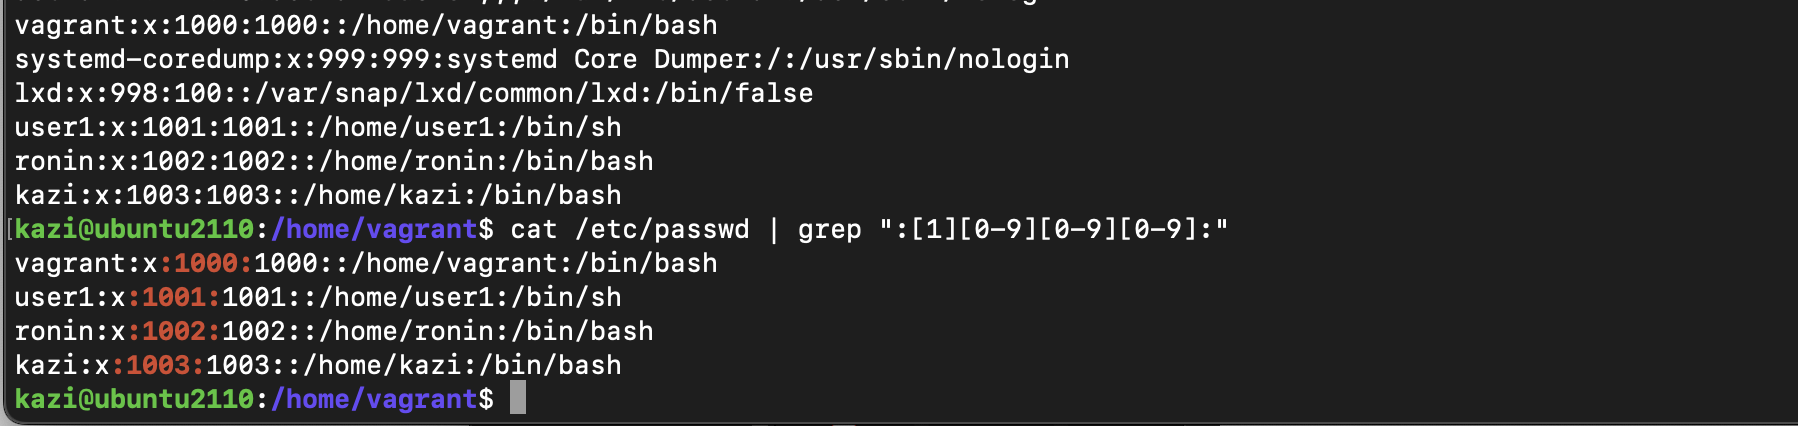 vagrant:x:1000:1000::/home/vagrant:/bin/bash
systemd-coredump:x:999:999:systemd Core Dumper:/:/usr/sbin/nologin
lxd:x:998:100::/var/snap/lxd/common/lxd:/bin/false
user1:x:1001:1001::/home/user1:/bin/sh
ronin:x:1002:1002::/home/ronin:/bin/bash
kazi:x:1003:1003::/home/kazi:/bin/bash
[kazi@ubuntu2110:/home/vagrant$ cat /etc/passwd | grep ":[1][0-9][0-9][0-9]:"
vagrant:x:1000:1000::/home/vagrant:/bin/bash
user1:x:1001:1001::/home/user1:/bin/sh
ronin:x:1002:1002::/home/ronin:/bin/bash
kazi:x:1003:1003::/home/kazi:/bin/bash
kazi@ubuntu2110:/home/vagrant$